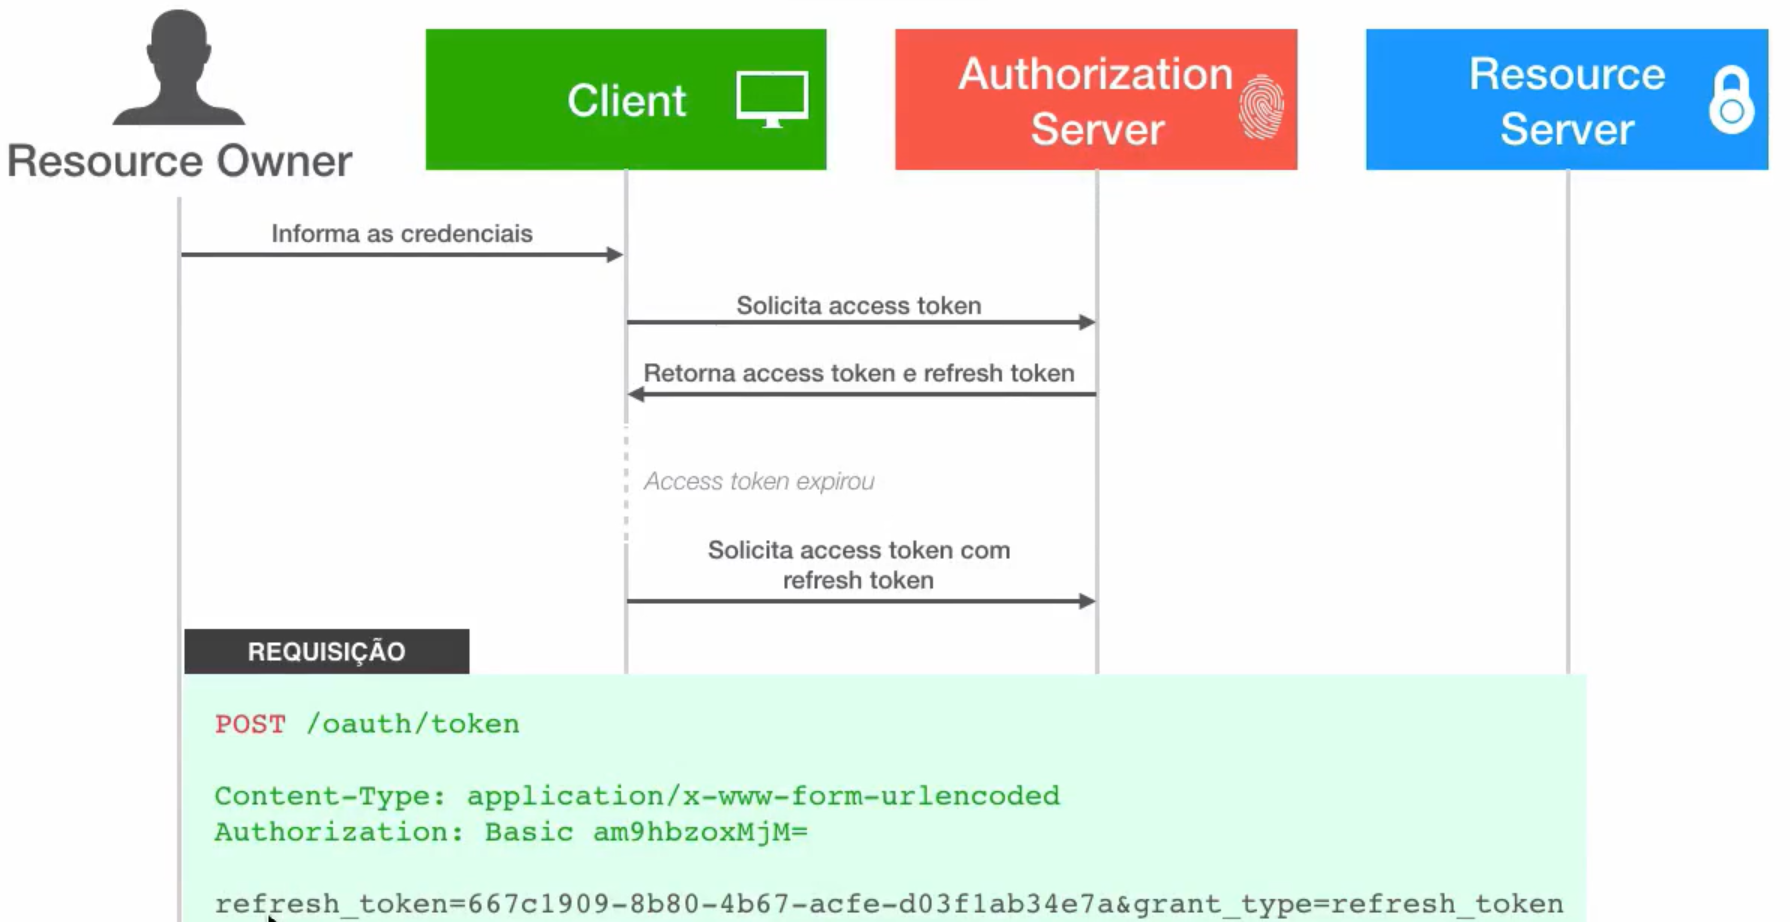 Resource Owner
Client
Authorization
Server
Resource
Server
Informa as credenciais
Solicita access token
Retorna access token e refresh token
Access token expirou
Solicita access token com
refresh token
REQUISIÇÃO
POST /oauth/token
Content-Type: application/x-www-form-urlencoded
Authorization: Basic am9hbzoxMjM=
refresh_token=667c1909-8b80-4b67-acfe-d03f1ab34e7a&grant_type=refresh_token